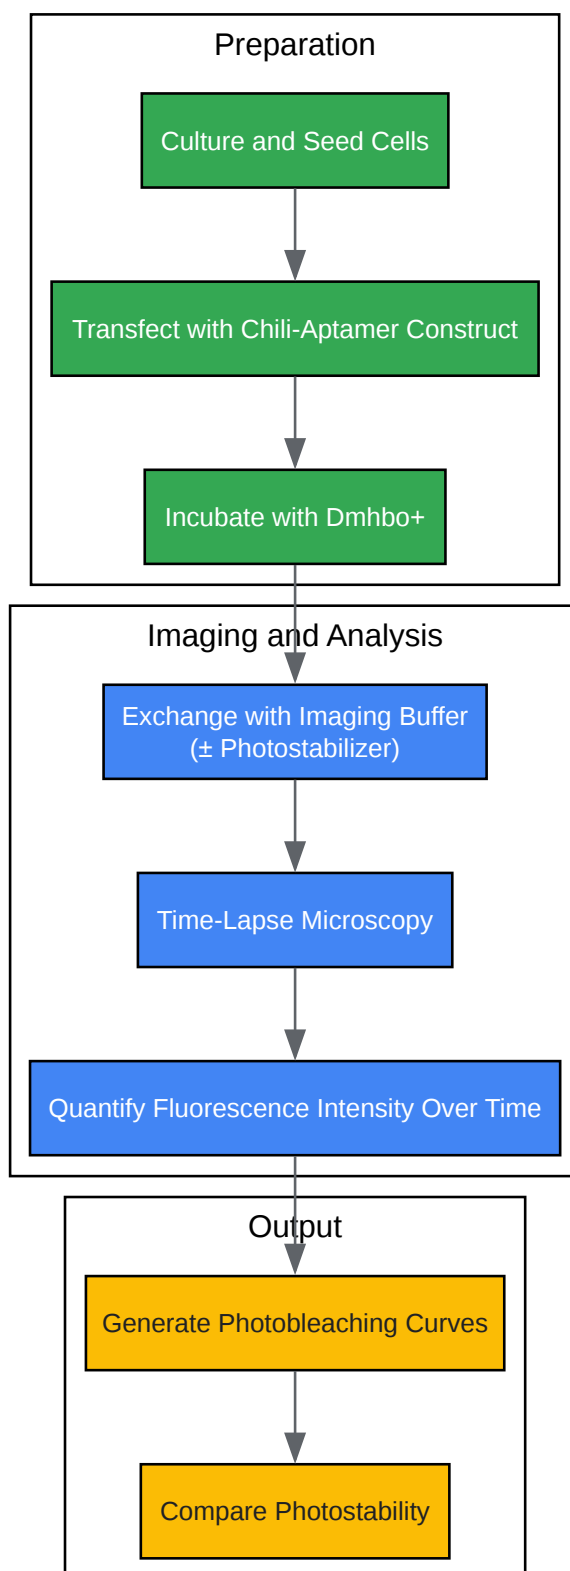 Preparation
Culture and Seed Cells
Transfect with Chili-Aptamer Construct
Incubate with Dmhbo+
Imaging and Analysis
Exchange with Imaging Buffer
(± Photostabilizer)
Time-Lapse Microscopy
Quantify Fluorescence Intensity Over Time
Output
Generate Photobleaching Curves
Compare Photostability